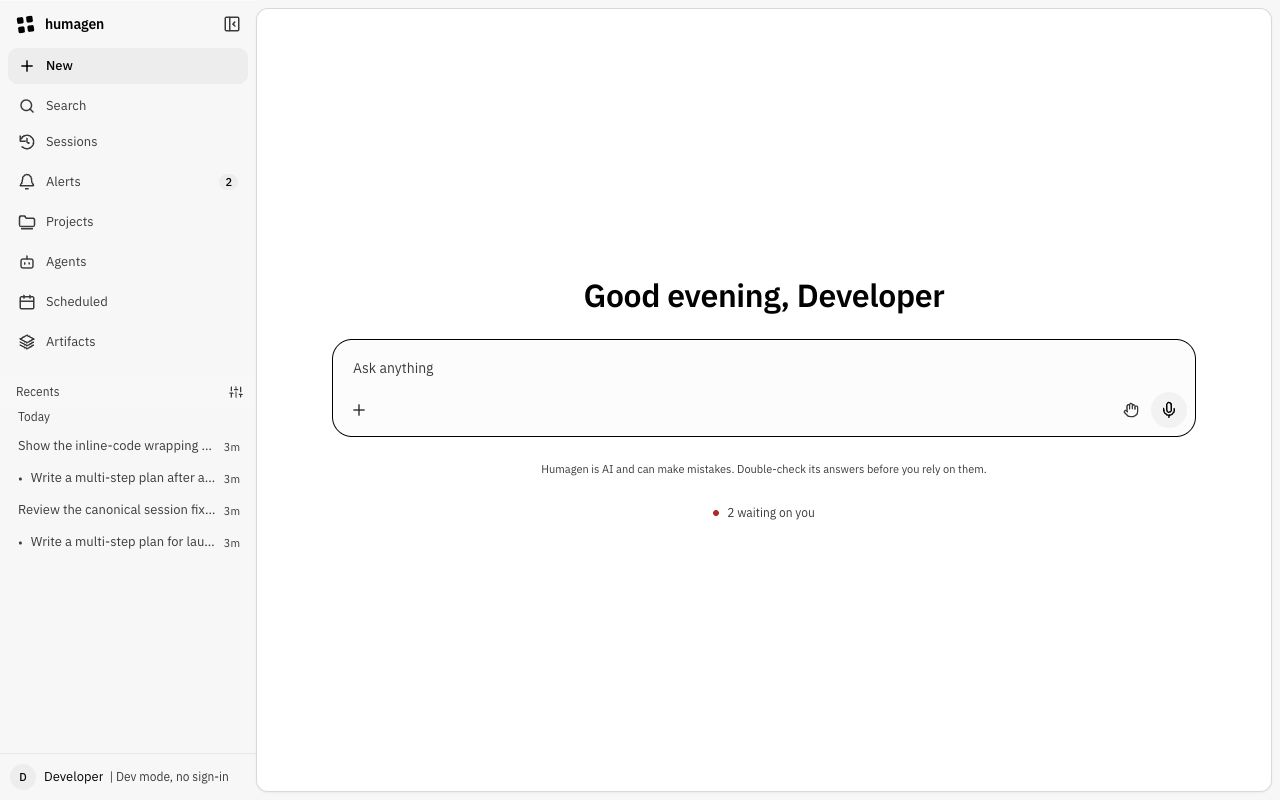 humagen
New
Search
Sessions
Alerts
2
Projects
Agents
Scheduled
Artifacts
Recents
Today
Show the inline-code wrapping ...
3m
• Write a multi-step plan after a...
3m
Review the canonical session fix...
3m
• Write a multi-step plan for lau...
3m
D
Developer | Dev mode, no sign-in
Good evening, Developer
Ask anything
Humagen is AI and can make mistakes. Double-check its answers before you rely on them.
2 waiting on you